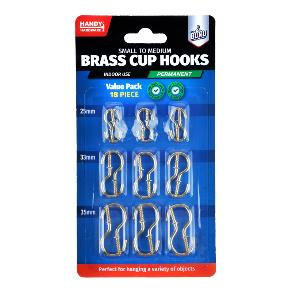 HANDY
HARDWARE
SMALL TO MEDIUM
BRASS CUP HOOKS
INDOOR USE
PERMANENT
Value Pack
18 PIECE
25mm
33mm
35mm
Perfect for hanging a variety of objects